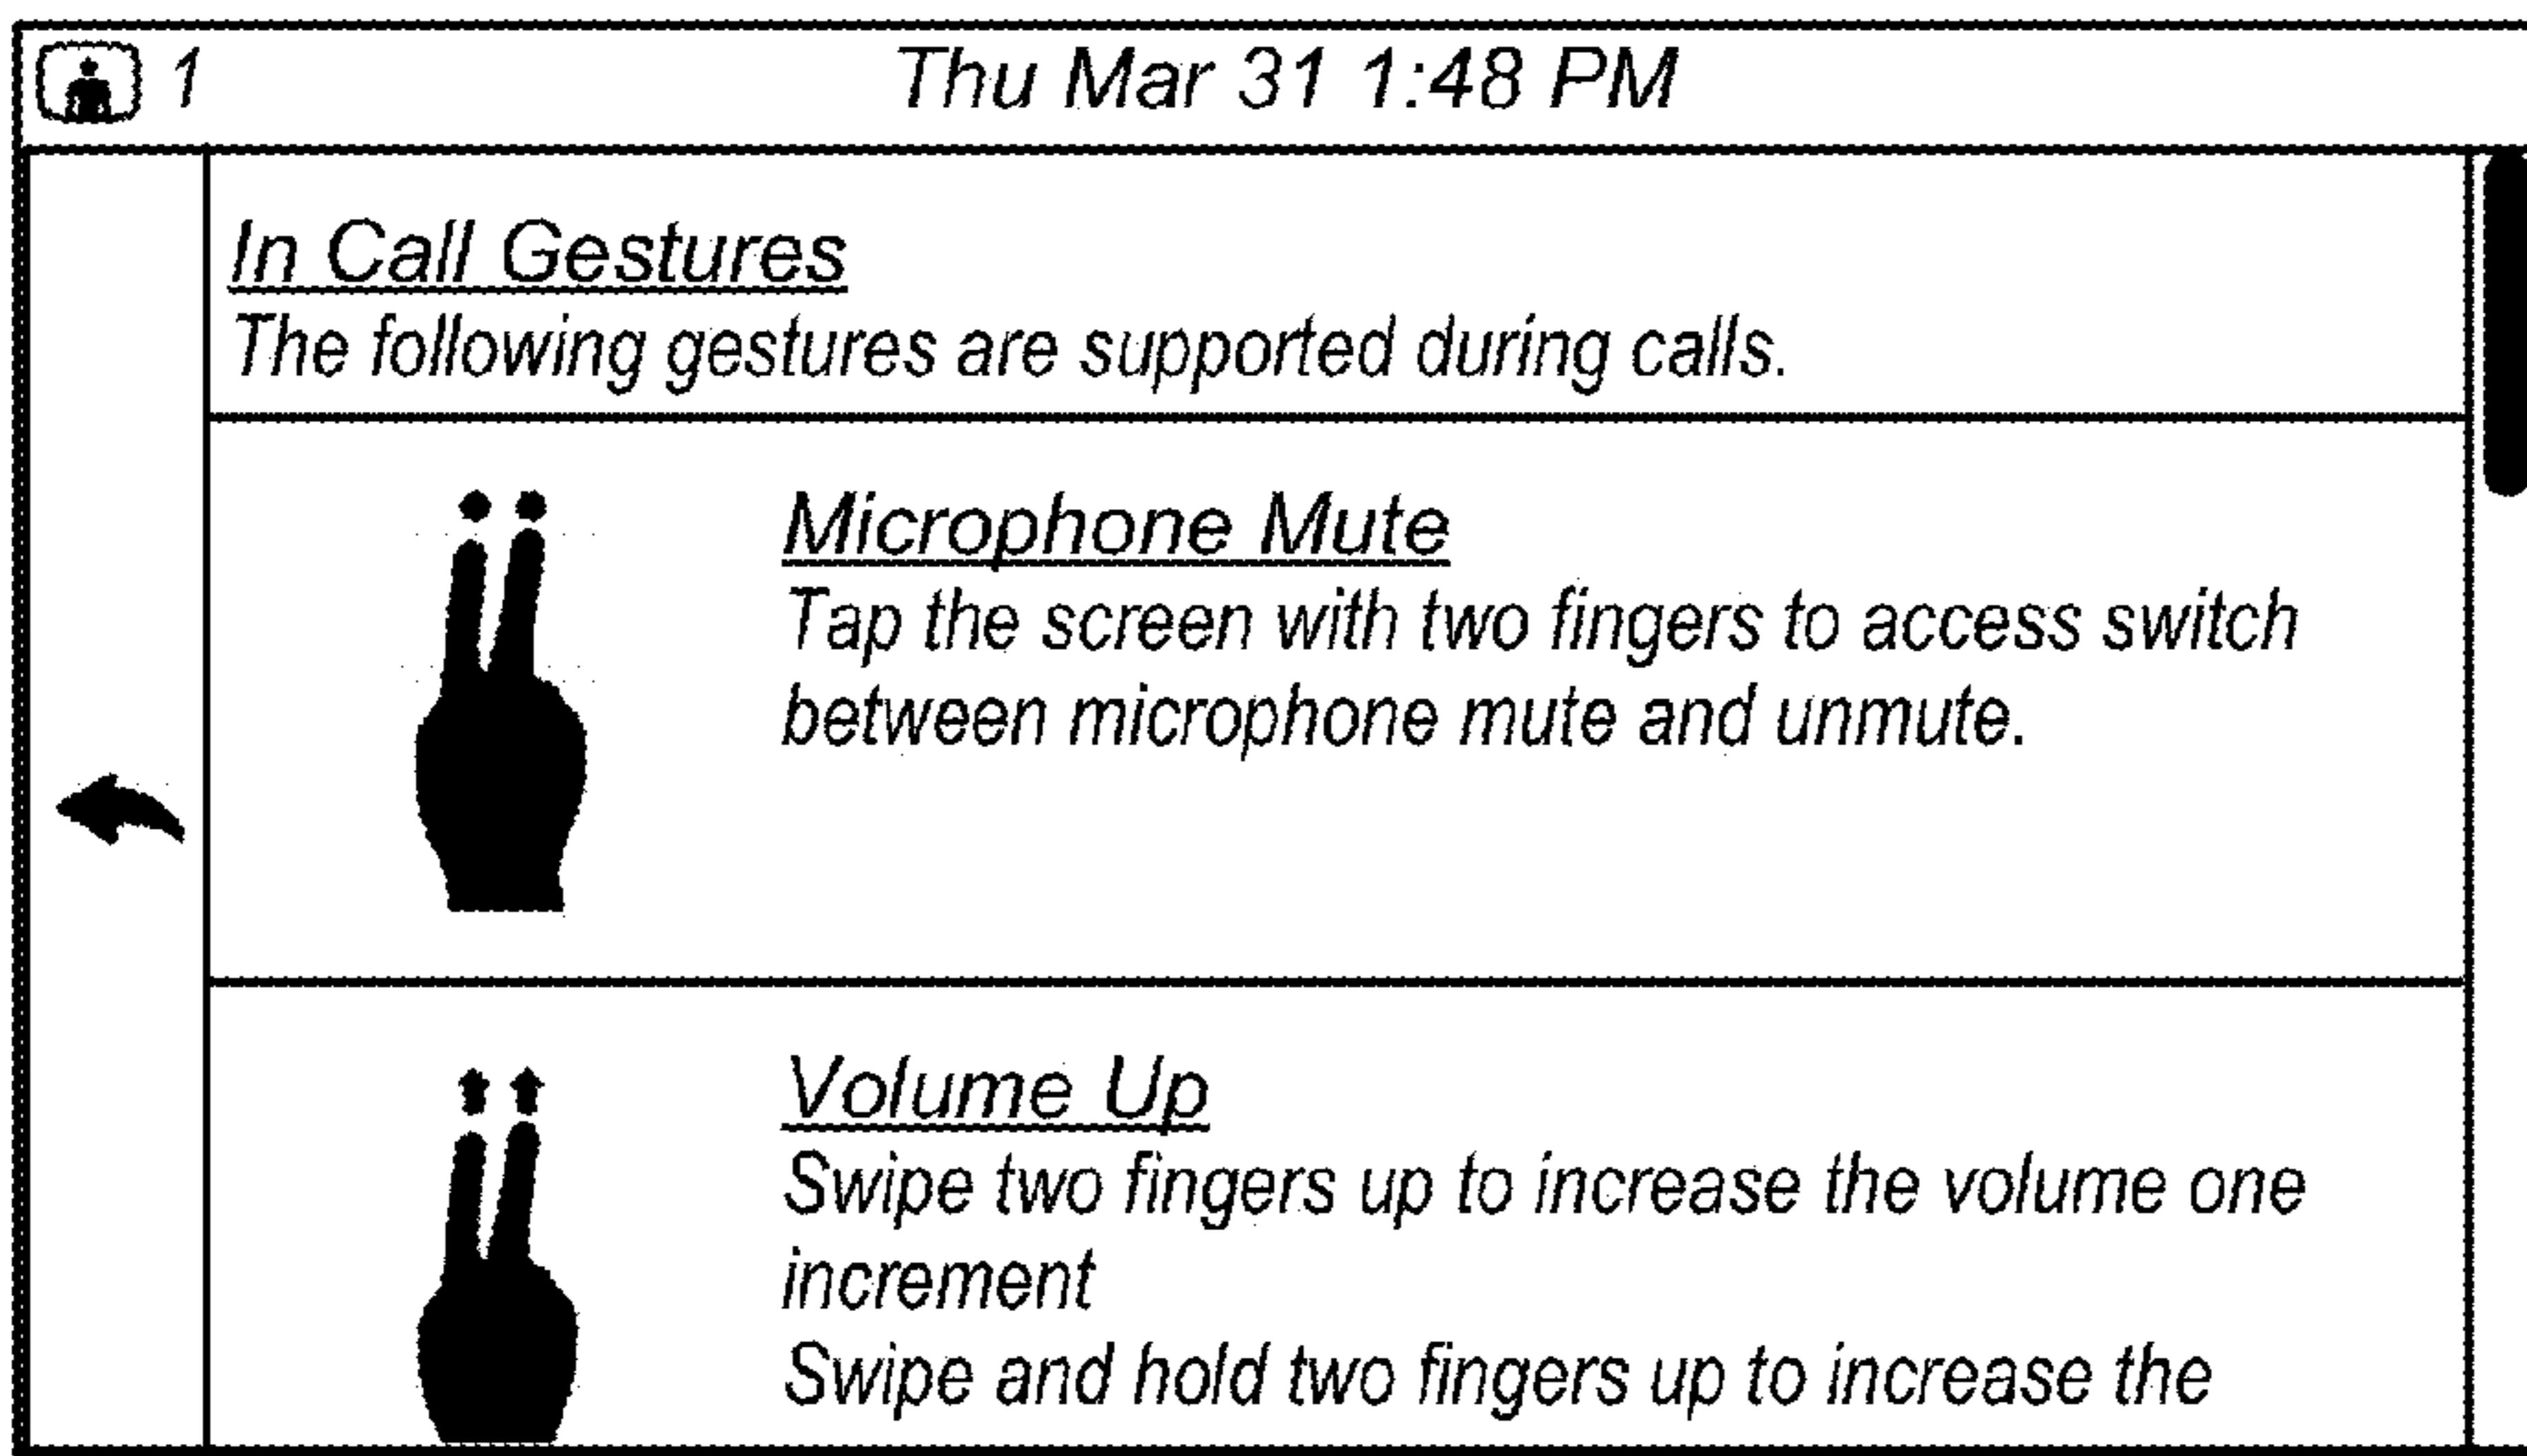 1
Thu Mar 31 1:48 PM
In Call Gestures
The following gestures are supported during calls.
Microphone Mute
Tap the screen with two fingers to access switch
between microphone mute and unmute.
Volume Up
Swipe two fingers up to increase the volume one
increment
Swipe and hold two fingers up to increase the